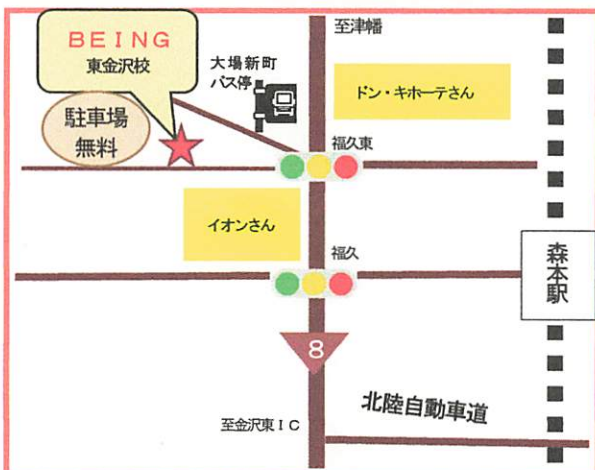 BEING
東金沢校
駐車場
無料
大場新町
バス停
至津幡
ドン・キホーテさん
福久東
イオンさん
福久
森本駅
8
至金沢東IC
北陸自動車道